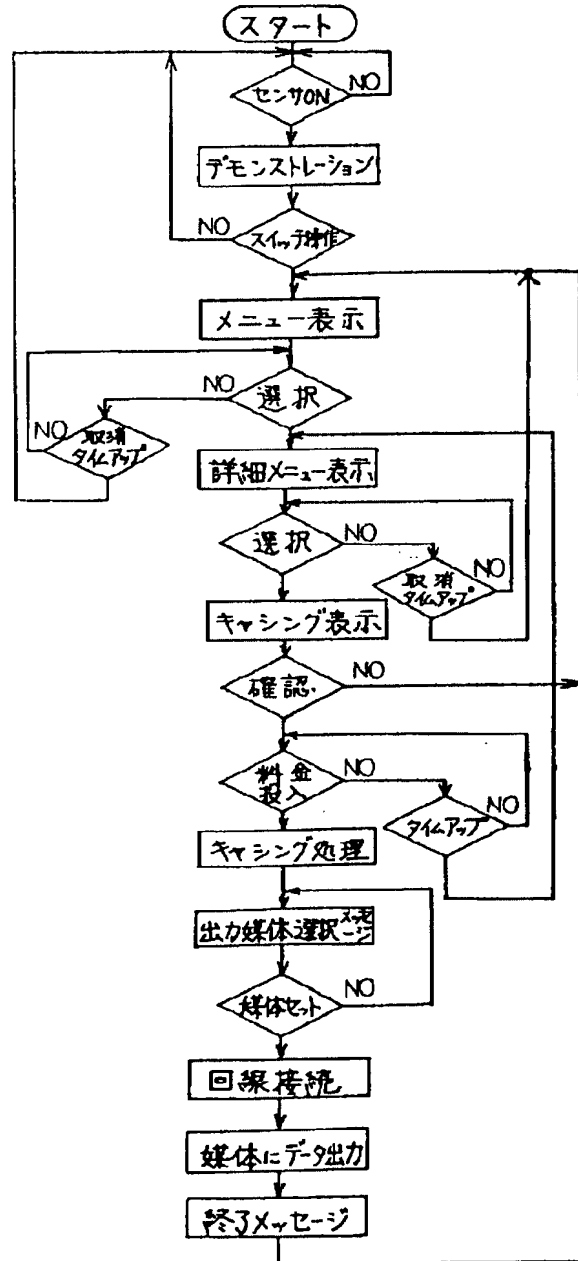 スタート
センサON
NO
デモンストレーション
NO
スイッチ操作
メニュー表示
NO
選択
NO
取消
タイムアップ
詳細メニュー表示
選択
NO
NO
取消
タイムアップ
キャシング表示
確認
NO
料金
投入
NO
NO
タイムアップ
キャシング処理
出力媒体選択メッセージ
媒体セット
NO
回線接続
媒体にデータ出力
終了メッセージ